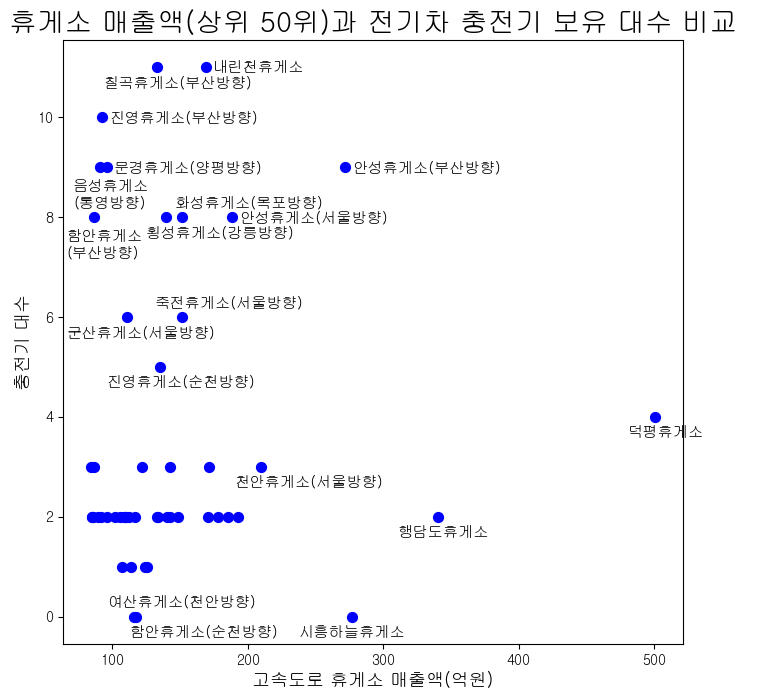 휴게소 매출액(상위 50위)과 전기차 충전기 보유 대수 비교
내린천휴게소
칠곡휴게소(부산방향)
10
진영휴게소(부산방향)
문경휴게소(양평방향)
안성휴게소(부산방향)
음성휴게소
(통영방향)
화성휴게소(목포방향)
8
안성휴게소(서울방향)
횡성휴게소(강릉방향)
함안휴게소
(부산방향)
죽전휴게소(서울방향)
6
군산휴게소(서울방향)
충전기 대수
진영휴게소(순천방향)
4
덕평휴게소
천안휴게소(서울방향)
2
행담도휴게소
여산휴게소(천안방향)
0
함안휴게소(순천방향)
시흥하늘휴게소
100
200
300
400
500
고속도로 휴게소 매출액(억원)